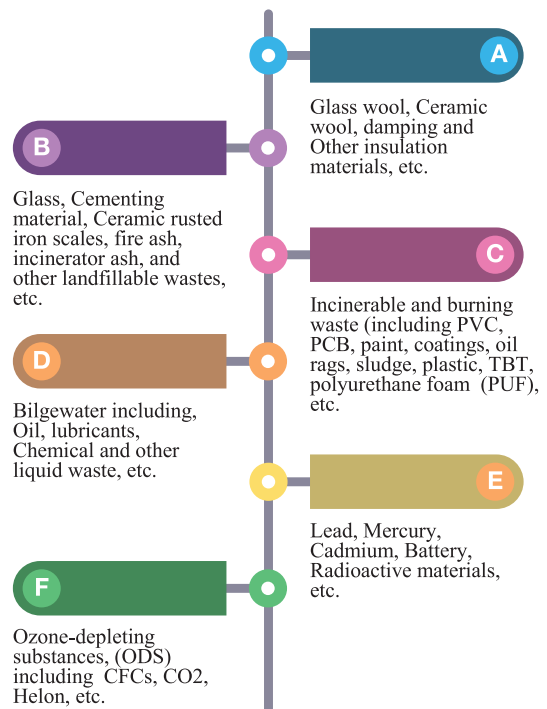 A
Glass wool, Ceramic
wool, damping and
Other insulation
materials, etc.
B
Glass, Cementing
material, Ceramic rusted
iron scales, fire ash,
incinerator ash, and
other landfillable wastes,
etc.
C
Incinerable and burning
waste (including PVC,
PCB, paint, coatings, oil
rags, sludge, plastic, TBT,
polyurethane foam (PUF),
etc.
D
Bilgewater including,
Oil, lubricants,
Chemical and other
liquid waste, etc.
E
Lead, Mercury,
Cadmium, Battery,
Radioactive materials,
etc.
F
Ozone-depleting
substances, (ODS)
including CFCs, CO2,
Helon, etc.